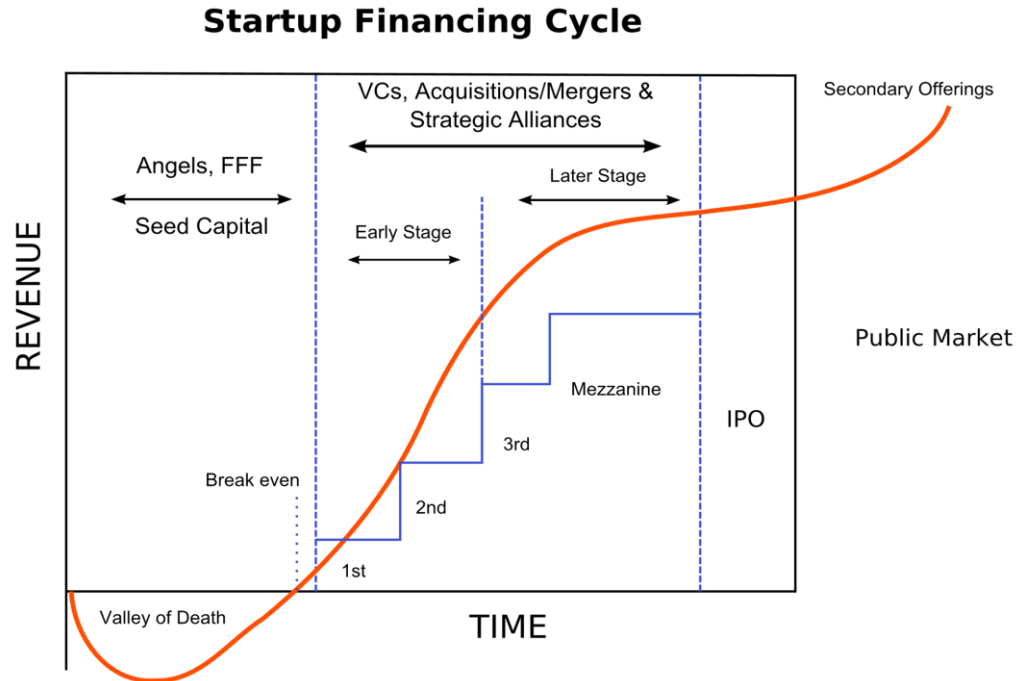 Startup Financing Cycle
VCs, Acquisitions/Mergers &
Strategic Alliances
Secondary Offerings
Angels, FFF
Later Stage
Seed Capital
Early Stage
REVENUE
Public Market
Mezzanine
IPO
3rd
Break even
2nd
1st
Valley of Death
TIME